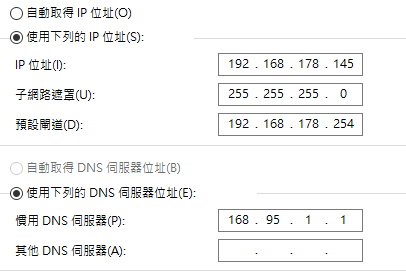 自動取得 IP 位址(O)
使用下列的 IP 位址(S):
IP 位址(I): 192 . 168 . 178 . 145
子網路遮罩(U): 255 . 255 . 255 . 0
預設閘道(D): 192 . 168 . 178 . 254
自動取得 DNS 伺服器位址(B)
使用下列的 DNS 伺服器位址(E):
慣用 DNS 伺服器(P): 168 . 95 . 1 . 1
其他 DNS 伺服器(A): . . .